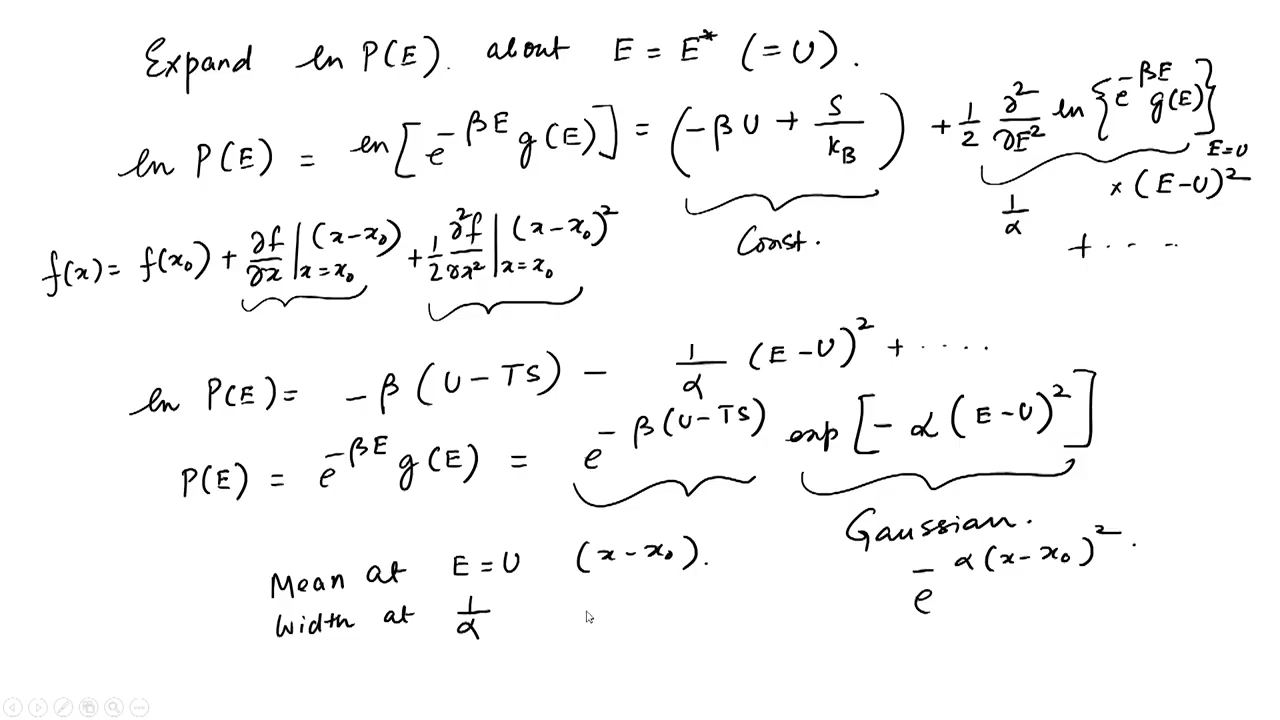 Expand ln P(E). about E = E* (= U).
ln P(E) = ln [e^{-βE} g(E)] = (-βU + S/k_B) + 1/2 ∂²/∂E² ln {e^{-βE} g(E)}_{E=U}
× (E-U)²
Const.
1/α
+ · · · ·
f(x) = f(x₀) + ∂f/∂x |_{x=x₀} (x-x₀) + 1/2 ∂²f/∂x² |_{x=x₀} (x-x₀)²
ln P(E) = -β (U-TS) - 1/α (E-U)² + · · · ·
P(E) = e^{-βE} g(E) = e^{-β(U-TS)} exp [-α (E-U)²]
Gaussian.
e^{-α(x-x₀)²}.
Mean at E = U (x-x₀).
Width at 1/α